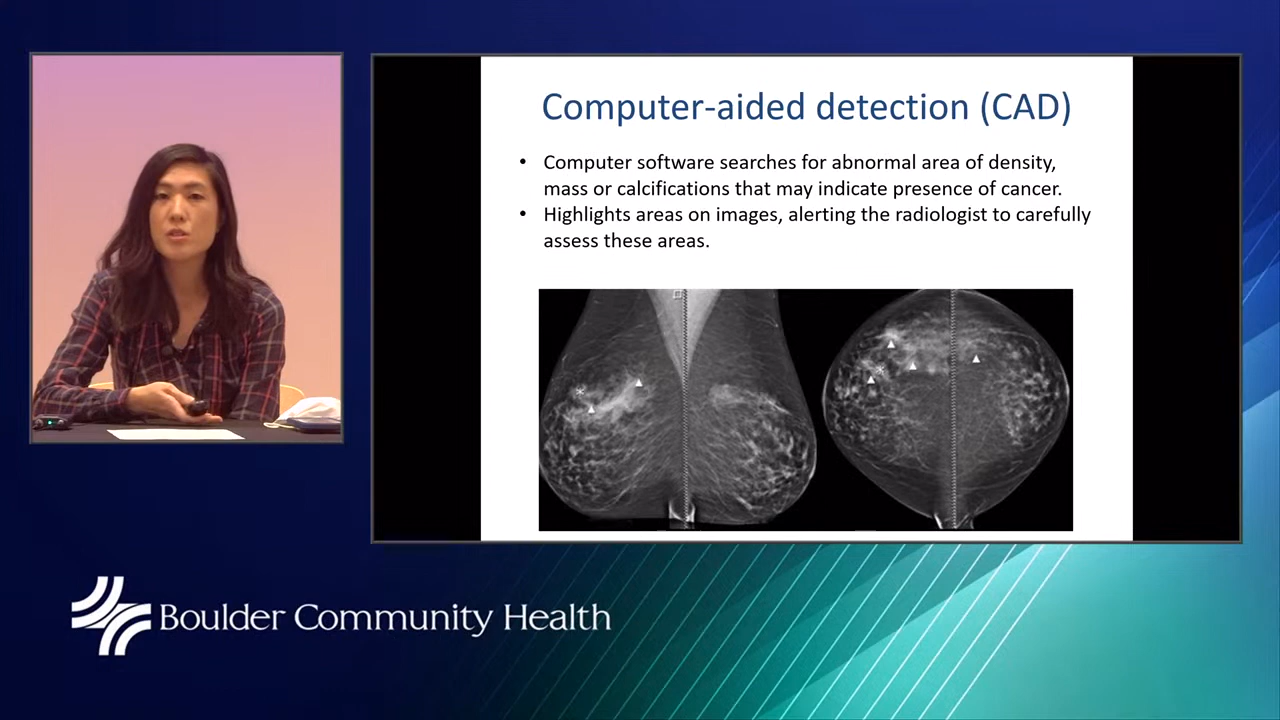 Computer-aided detection (CAD)
• Computer software searches for abnormal area of density,
mass or calcifications that may indicate presence of cancer.
• Highlights areas on images, alerting the radiologist to carefully
assess these areas.
Boulder Community Health